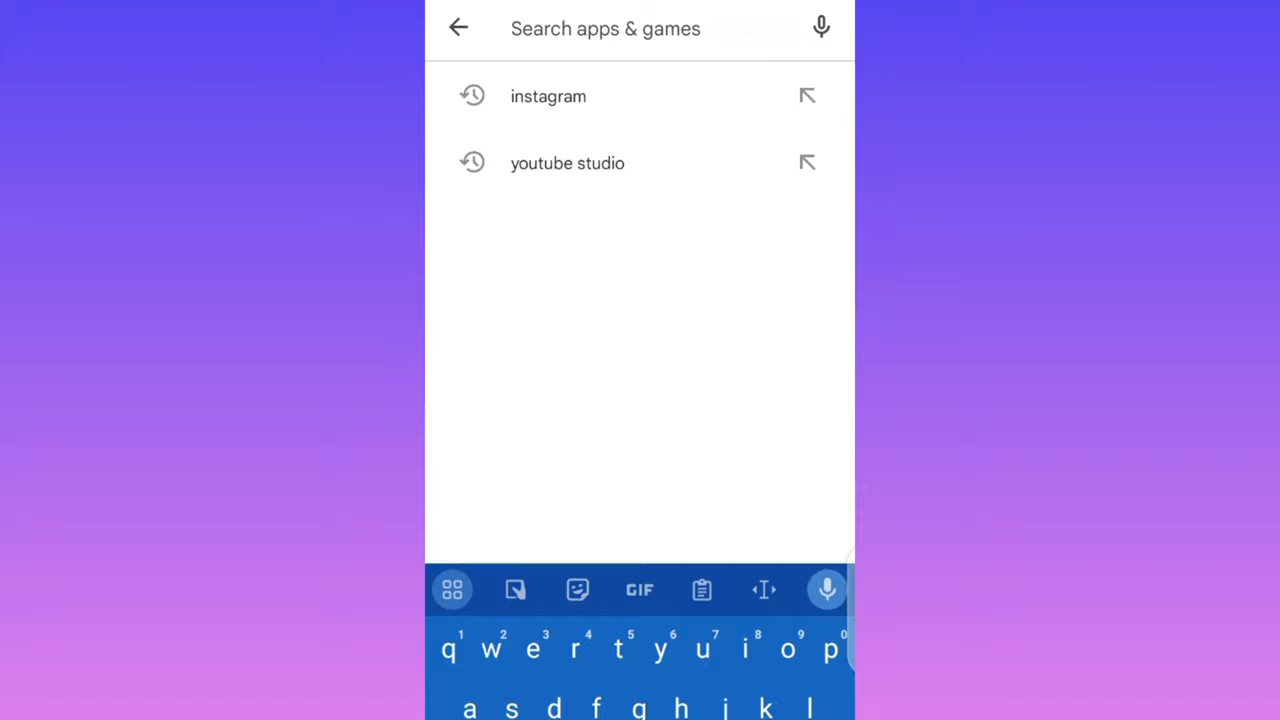 Search apps & games
instagram
youtube studio
GIF
1 2 3 4 5 6 7 8 9 0
q w e r t y u i o p
a s d f g h j k l